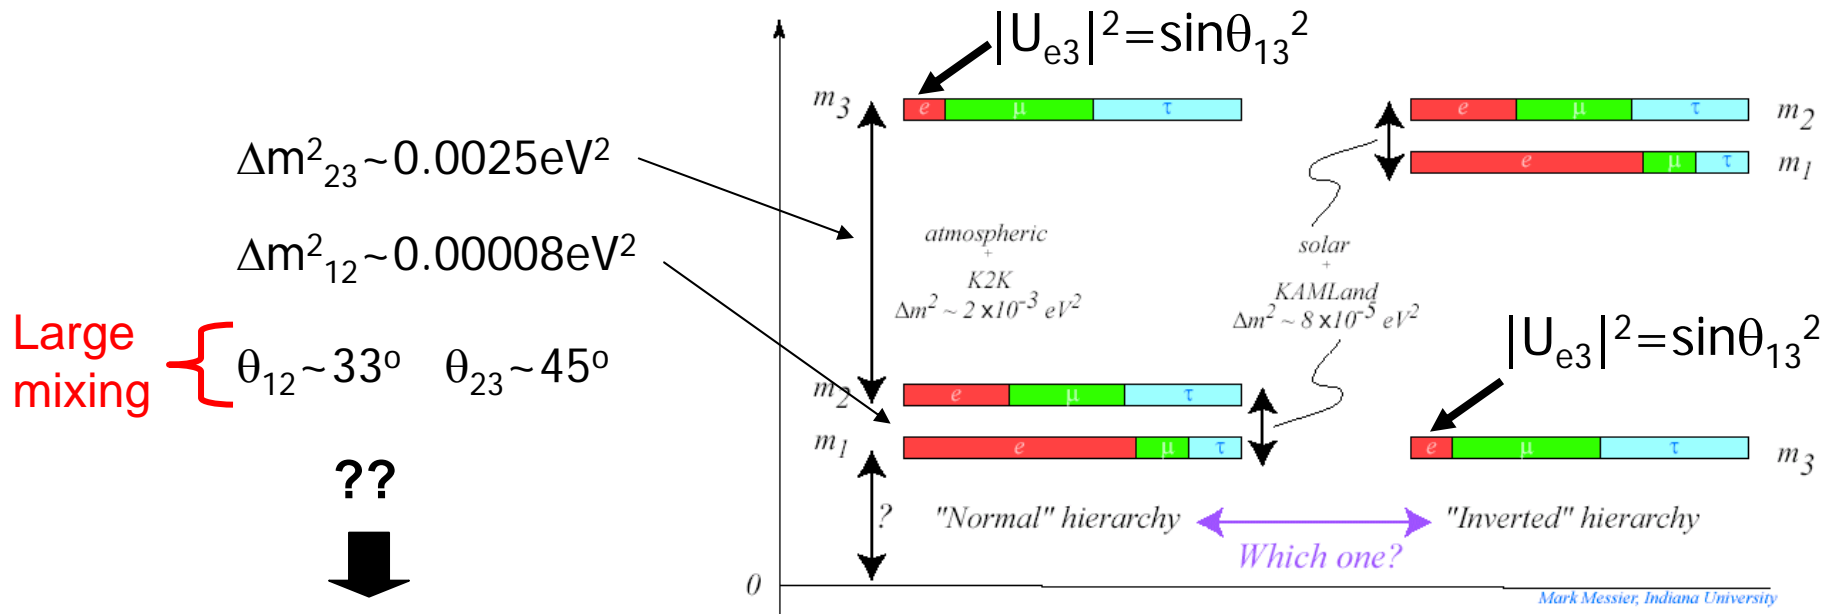 |Uₑ₃|²=sinθ₁₃²
m₃ e μ τ
e μ τ m₂
Δm²₂₃~0.0025eV²
e μ τ m₁
Δm²₁₂~0.00008eV²
atmospheric
+
K2K
Δm² ~ 2 x10⁻³ eV²
solar
+
KAMLand
Δm² ~ 8 x10⁻⁵ eV²
Large
mixing
θ₁₂~33º θ₂₃~45º
|Uₑ₃|²=sinθ₁₃²
m₂ e μ τ
m₁ e μ τ
e μ τ m₃
??
?
"Normal" hierarchy
"Inverted" hierarchy
Which one?
0
Mark Messier, Indiana University